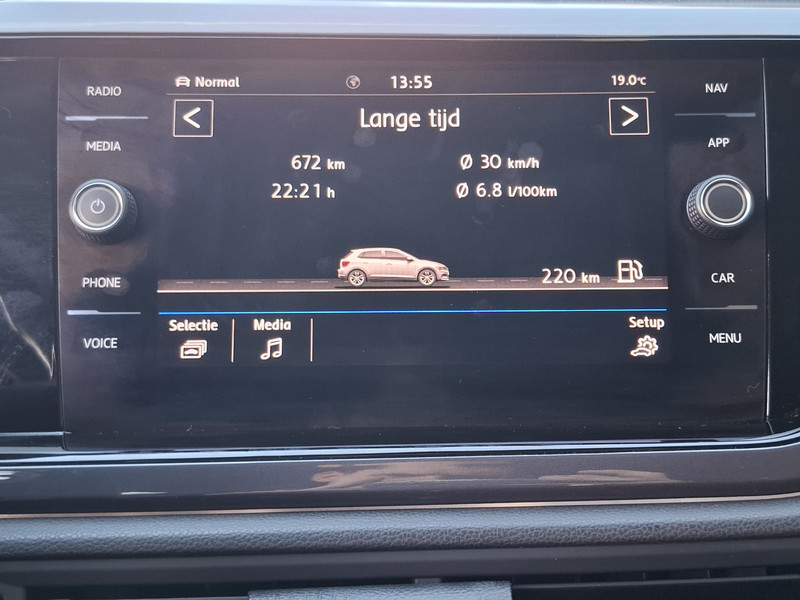 RADIO
MEDIA
PHONE
VOICE
Normal 13:55 19.0°C
< Lange tijd >
672 km Ø 30 km/h
22:21 h Ø 6.8 l/100km
220 km
Selectie Media Setup
NAV
APP
CAR
MENU